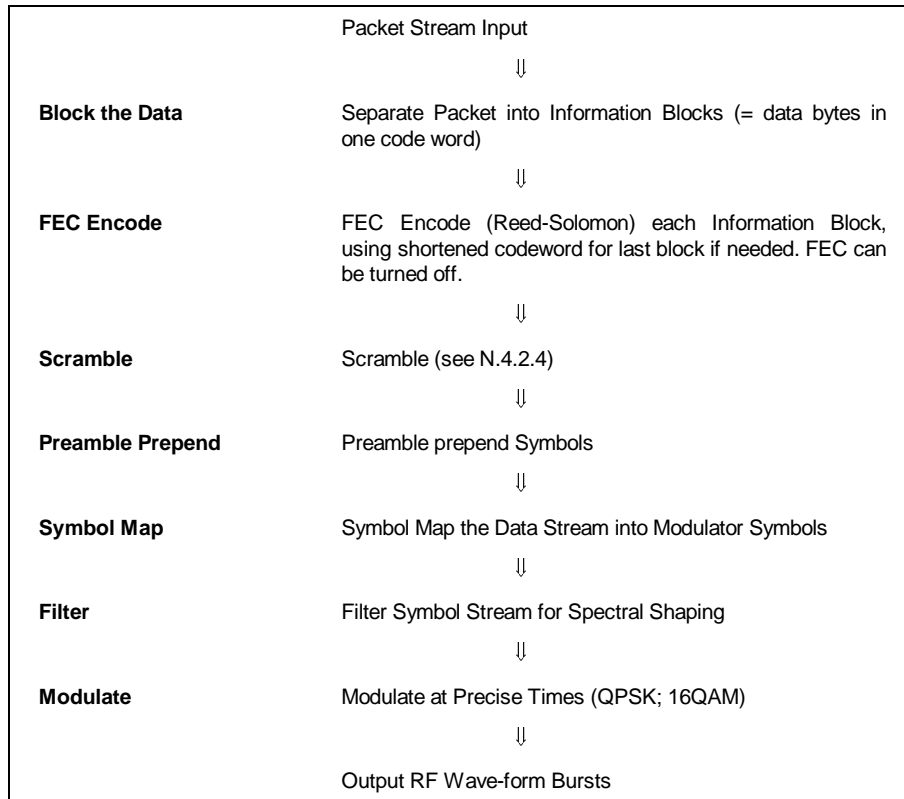 Packet Stream Input
⇓
Block the Data Separate Packet into Information Blocks (= data bytes in
one code word)
⇓
FEC Encode FEC Encode (Reed-Solomon) each Information Block,
using shortened codeword for last block if needed. FEC can
be turned off.
⇓
Scramble Scramble (see N.4.2.4)
⇓
Preamble Prepend Preamble prepend Symbols
⇓
Symbol Map Symbol Map the Data Stream into Modulator Symbols
⇓
Filter Filter Symbol Stream for Spectral Shaping
⇓
Modulate Modulate at Precise Times (QPSK; 16QAM)
⇓
Output RF Wave-form Bursts